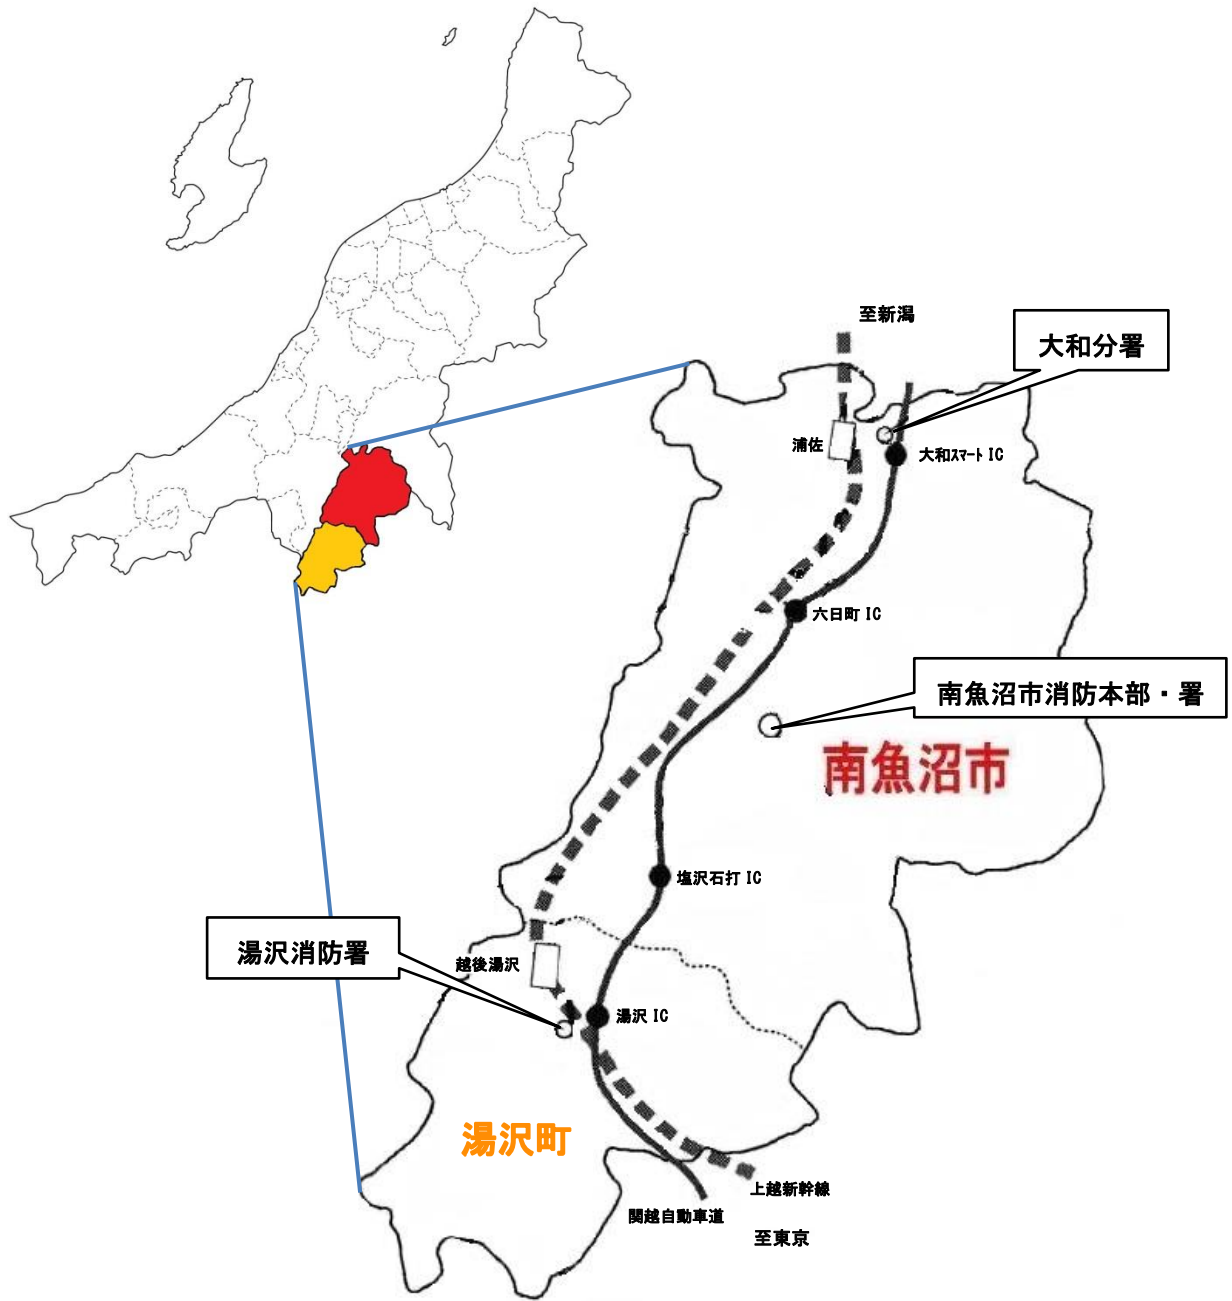 至新潟
大和分署
浦佐
大和スマート IC
六日町 IC
南魚沼市消防本部・署
南魚沼市
塩沢石打 IC
湯沢消防署
越後湯沢
湯沢 IC
湯沢町
上越新幹線
関越自動車道
至東京